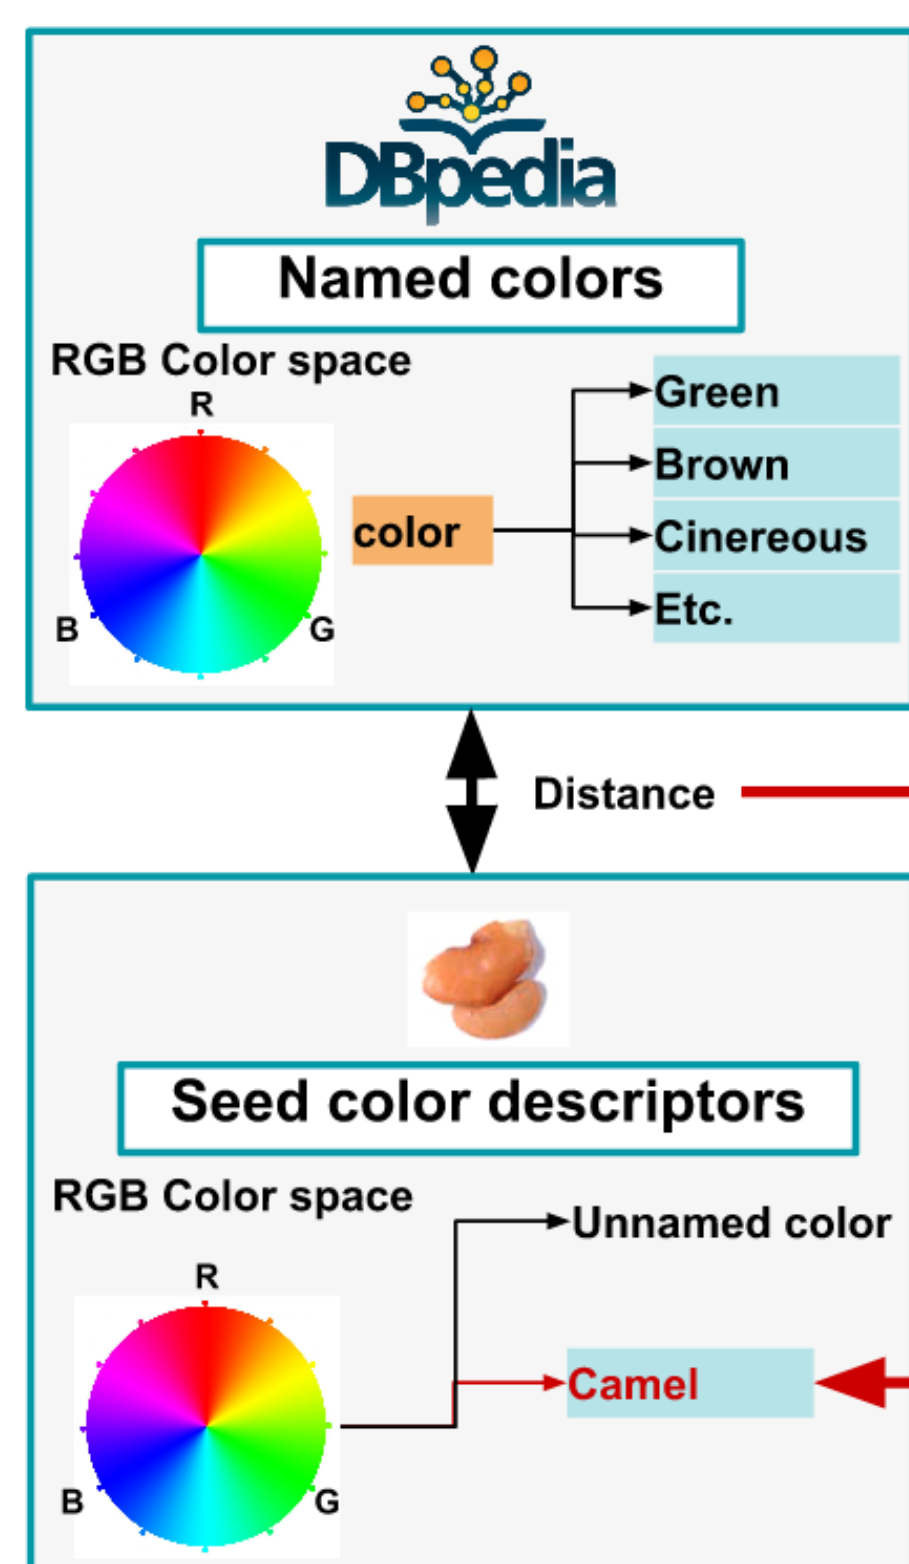 DBpedia
Named colors
RGB Color space
R
B
G
color
Green
Brown
Cinereous
Etc.
Distance
Seed color descriptors
RGB Color space
R
B
G
Unnamed color
Camel